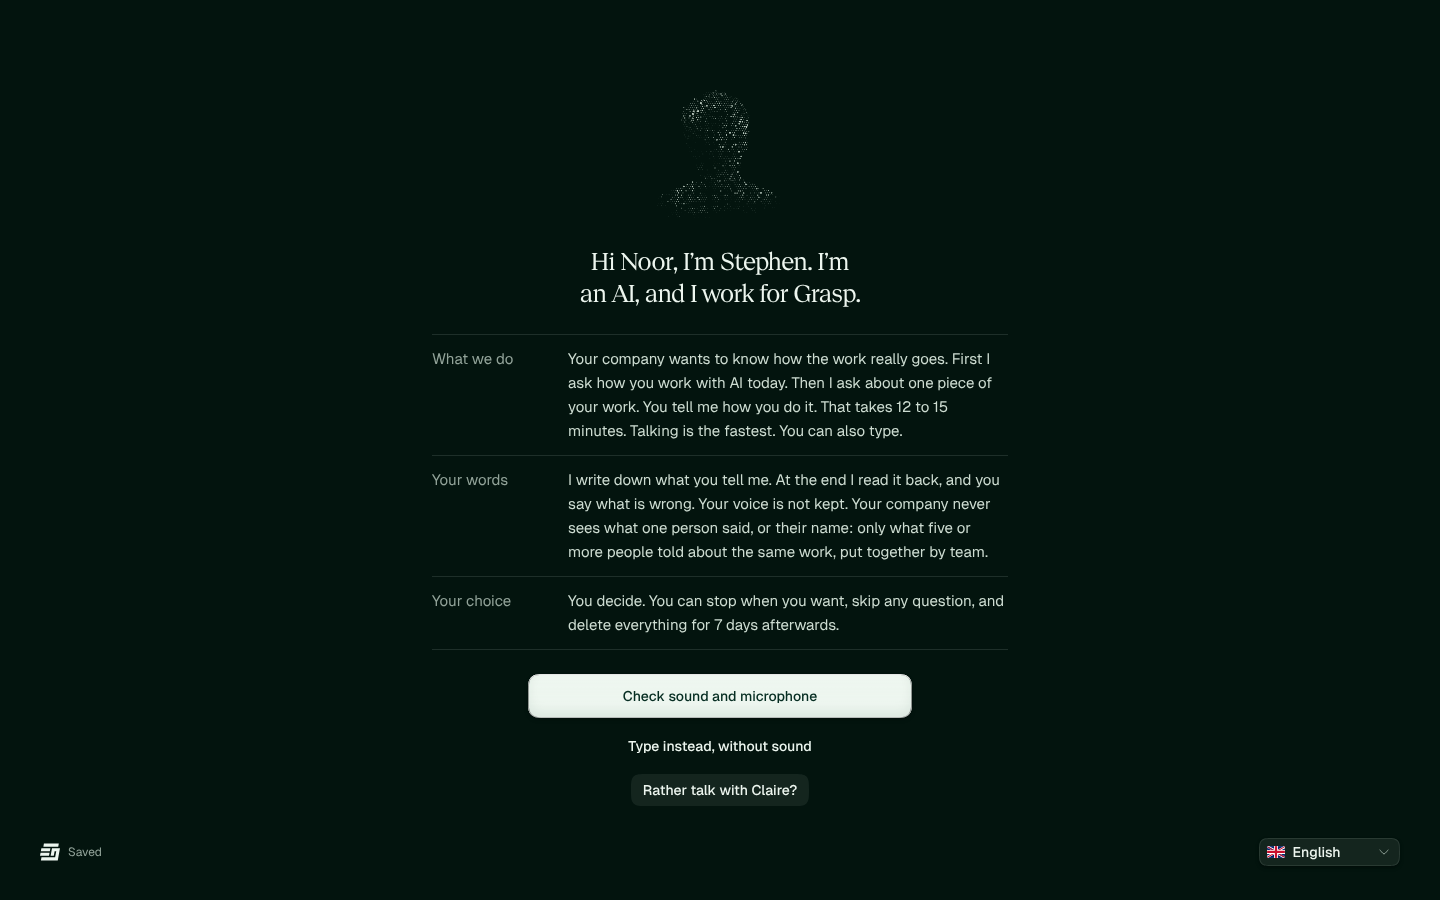 Hi Noor, I'm Stephen. I'm
an AI, and I work for Grasp.
What we do
Your company wants to know how the work really goes. First I
ask how you work with AI today. Then I ask about one piece of
your work. You tell me how you do it. That takes 12 to 15
minutes. Talking is the fastest. You can also type.
Your words
I write down what you tell me. At the end I read it back, and you
say what is wrong. Your voice is not kept. Your company never
sees what one person said, or their name: only what five or
more people told about the same work, put together by team.
Your choice
You decide. You can stop when you want, skip any question, and
delete everything for 7 days afterwards.
Check sound and microphone
Type instead, without sound
Rather talk with Claire?
Saved
English